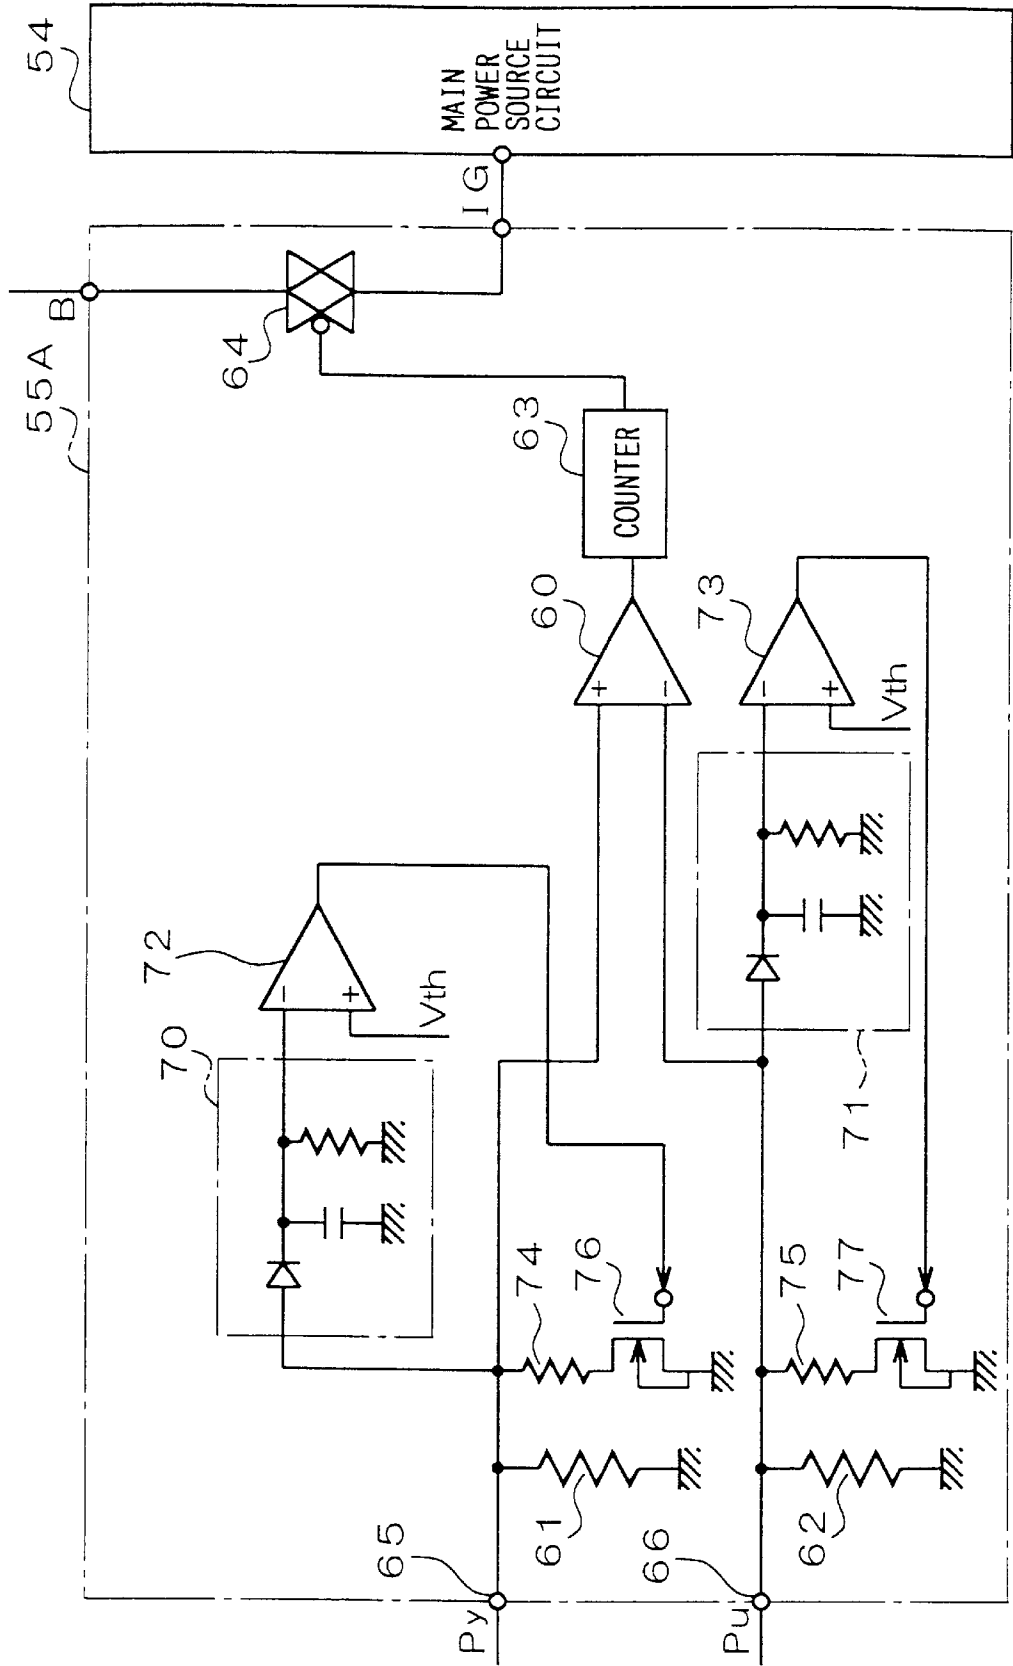 55A
B
54
64
IG
MAIN
POWER
SOURCE
CIRCUIT
72
70
−
+
Vth
63
COUNTER
60
+
−
73
−
+
Vth
71
74
76
65
Py
61
66
Pu
62
75
77